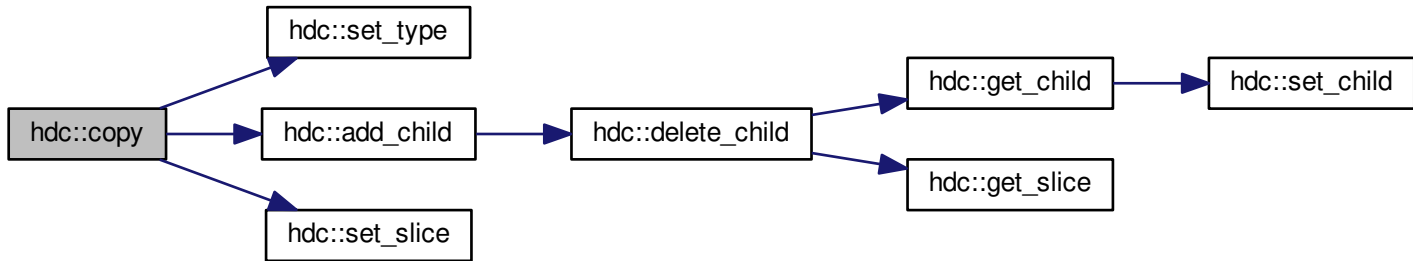 hdc::copy
hdc::set_type
hdc::add_child
hdc::set_slice
hdc::delete_child
hdc::get_child
hdc::get_slice
hdc::set_child